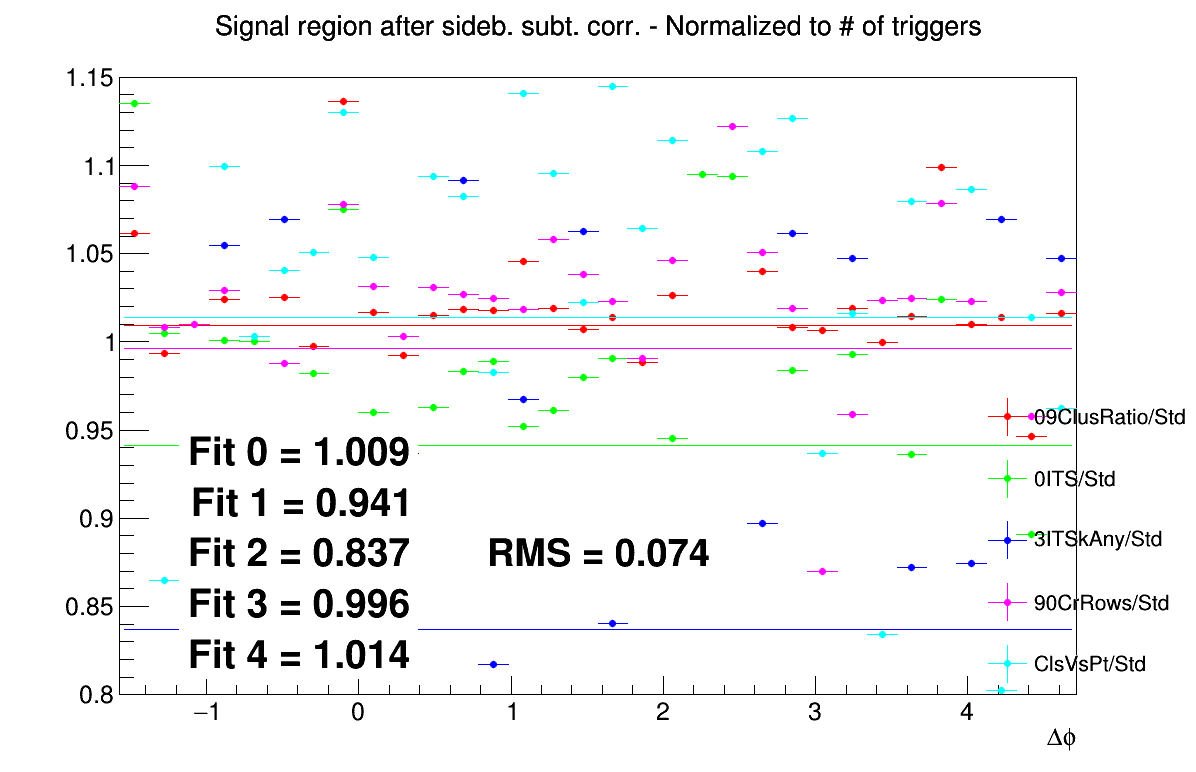 Signal region after sideb. subt. corr. - Normalized to # of triggers
1.15
1.1
1.05
1
0.95
0.9
0.85
0.8
Fit 0 = 1.009
Fit 1 = 0.941
Fit 2 = 0.837
Fit 3 = 0.996
Fit 4 = 1.014
RMS = 0.074
09ClusRatio/Std
0ITS/Std
3ITSkAny/Std
90CrRows/Std
ClsVsPt/Std
−1 0 1 2 3 4
Δϕ